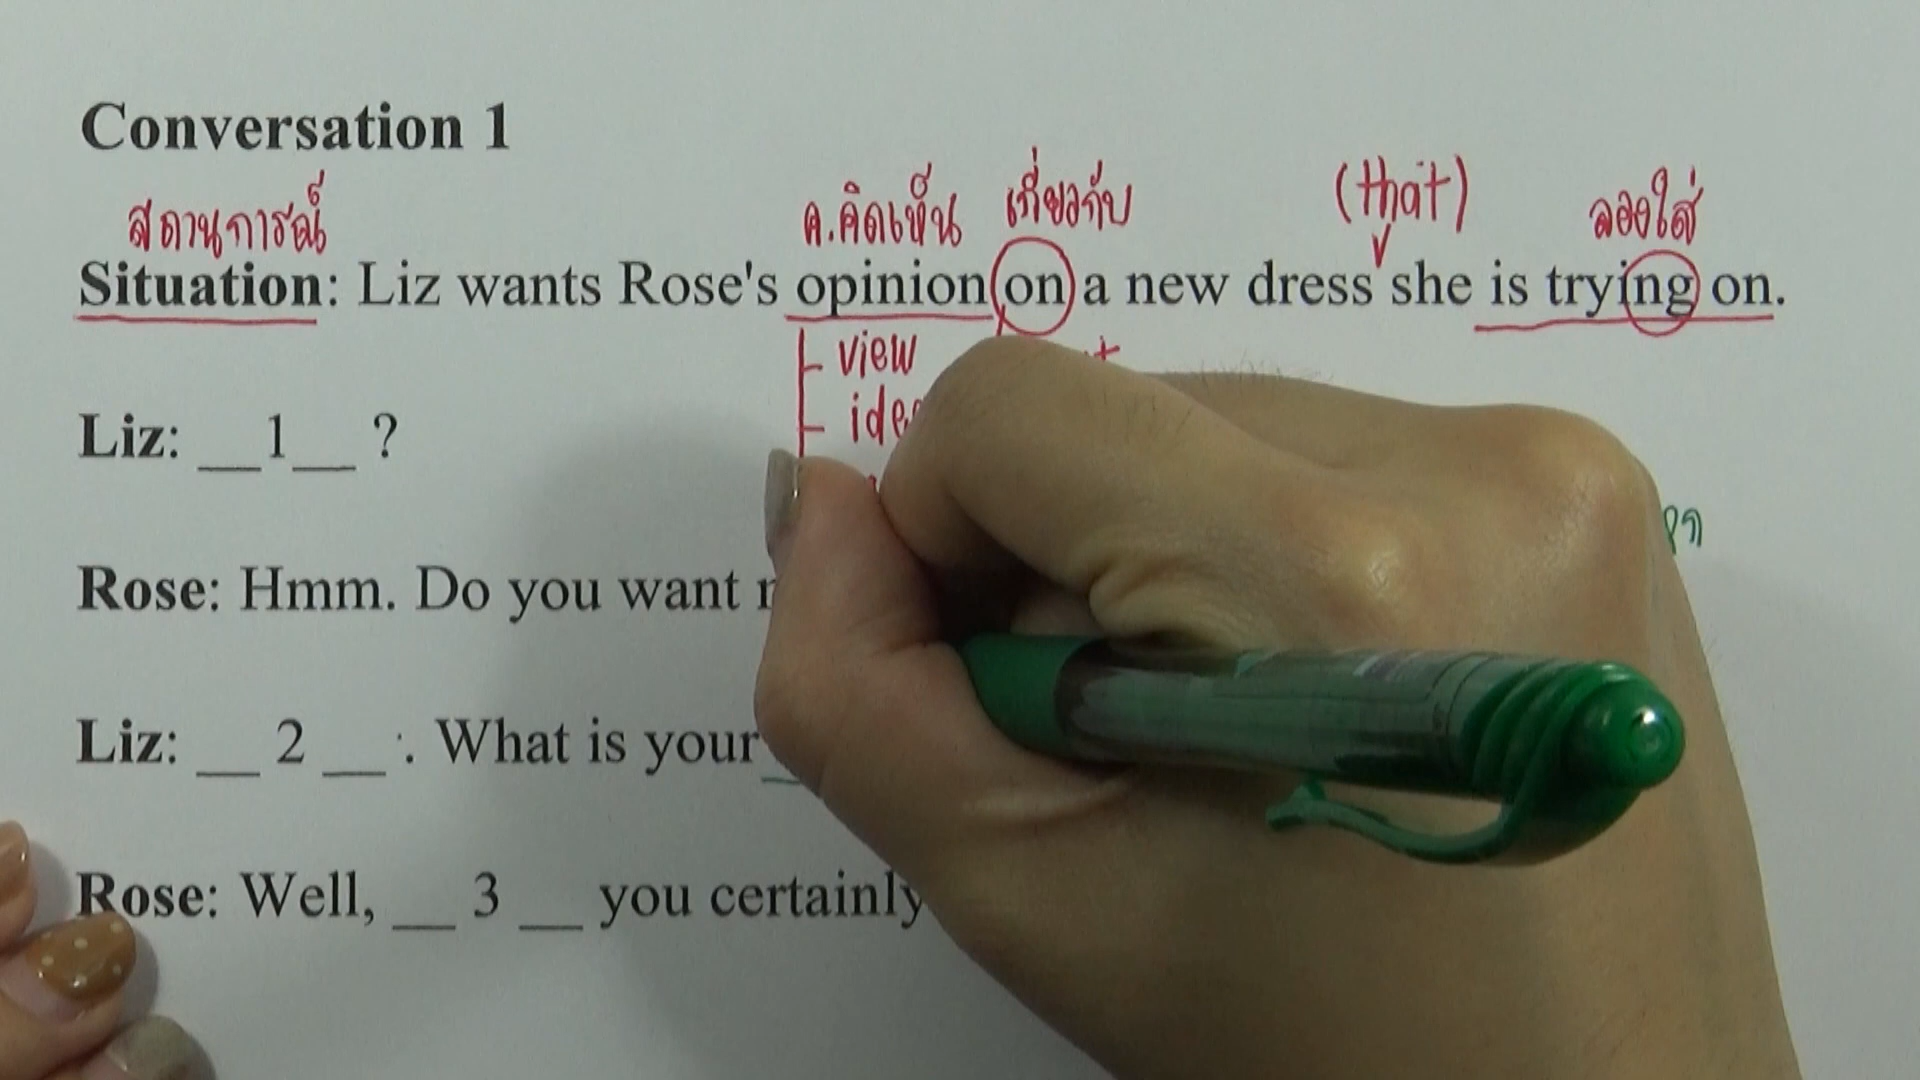 Conversation 1
สถานการณ์ ค.คิดเห็น เกี่ยวกับ (that) ลองใส่
Situation: Liz wants Rose's opinion on a new dress she is trying on.
view
Liz: __1__ ?
Rose: Hmm. Do you want
Liz: __ 2 __ . What is your
Rose: Well, __ 3 __ you certainly